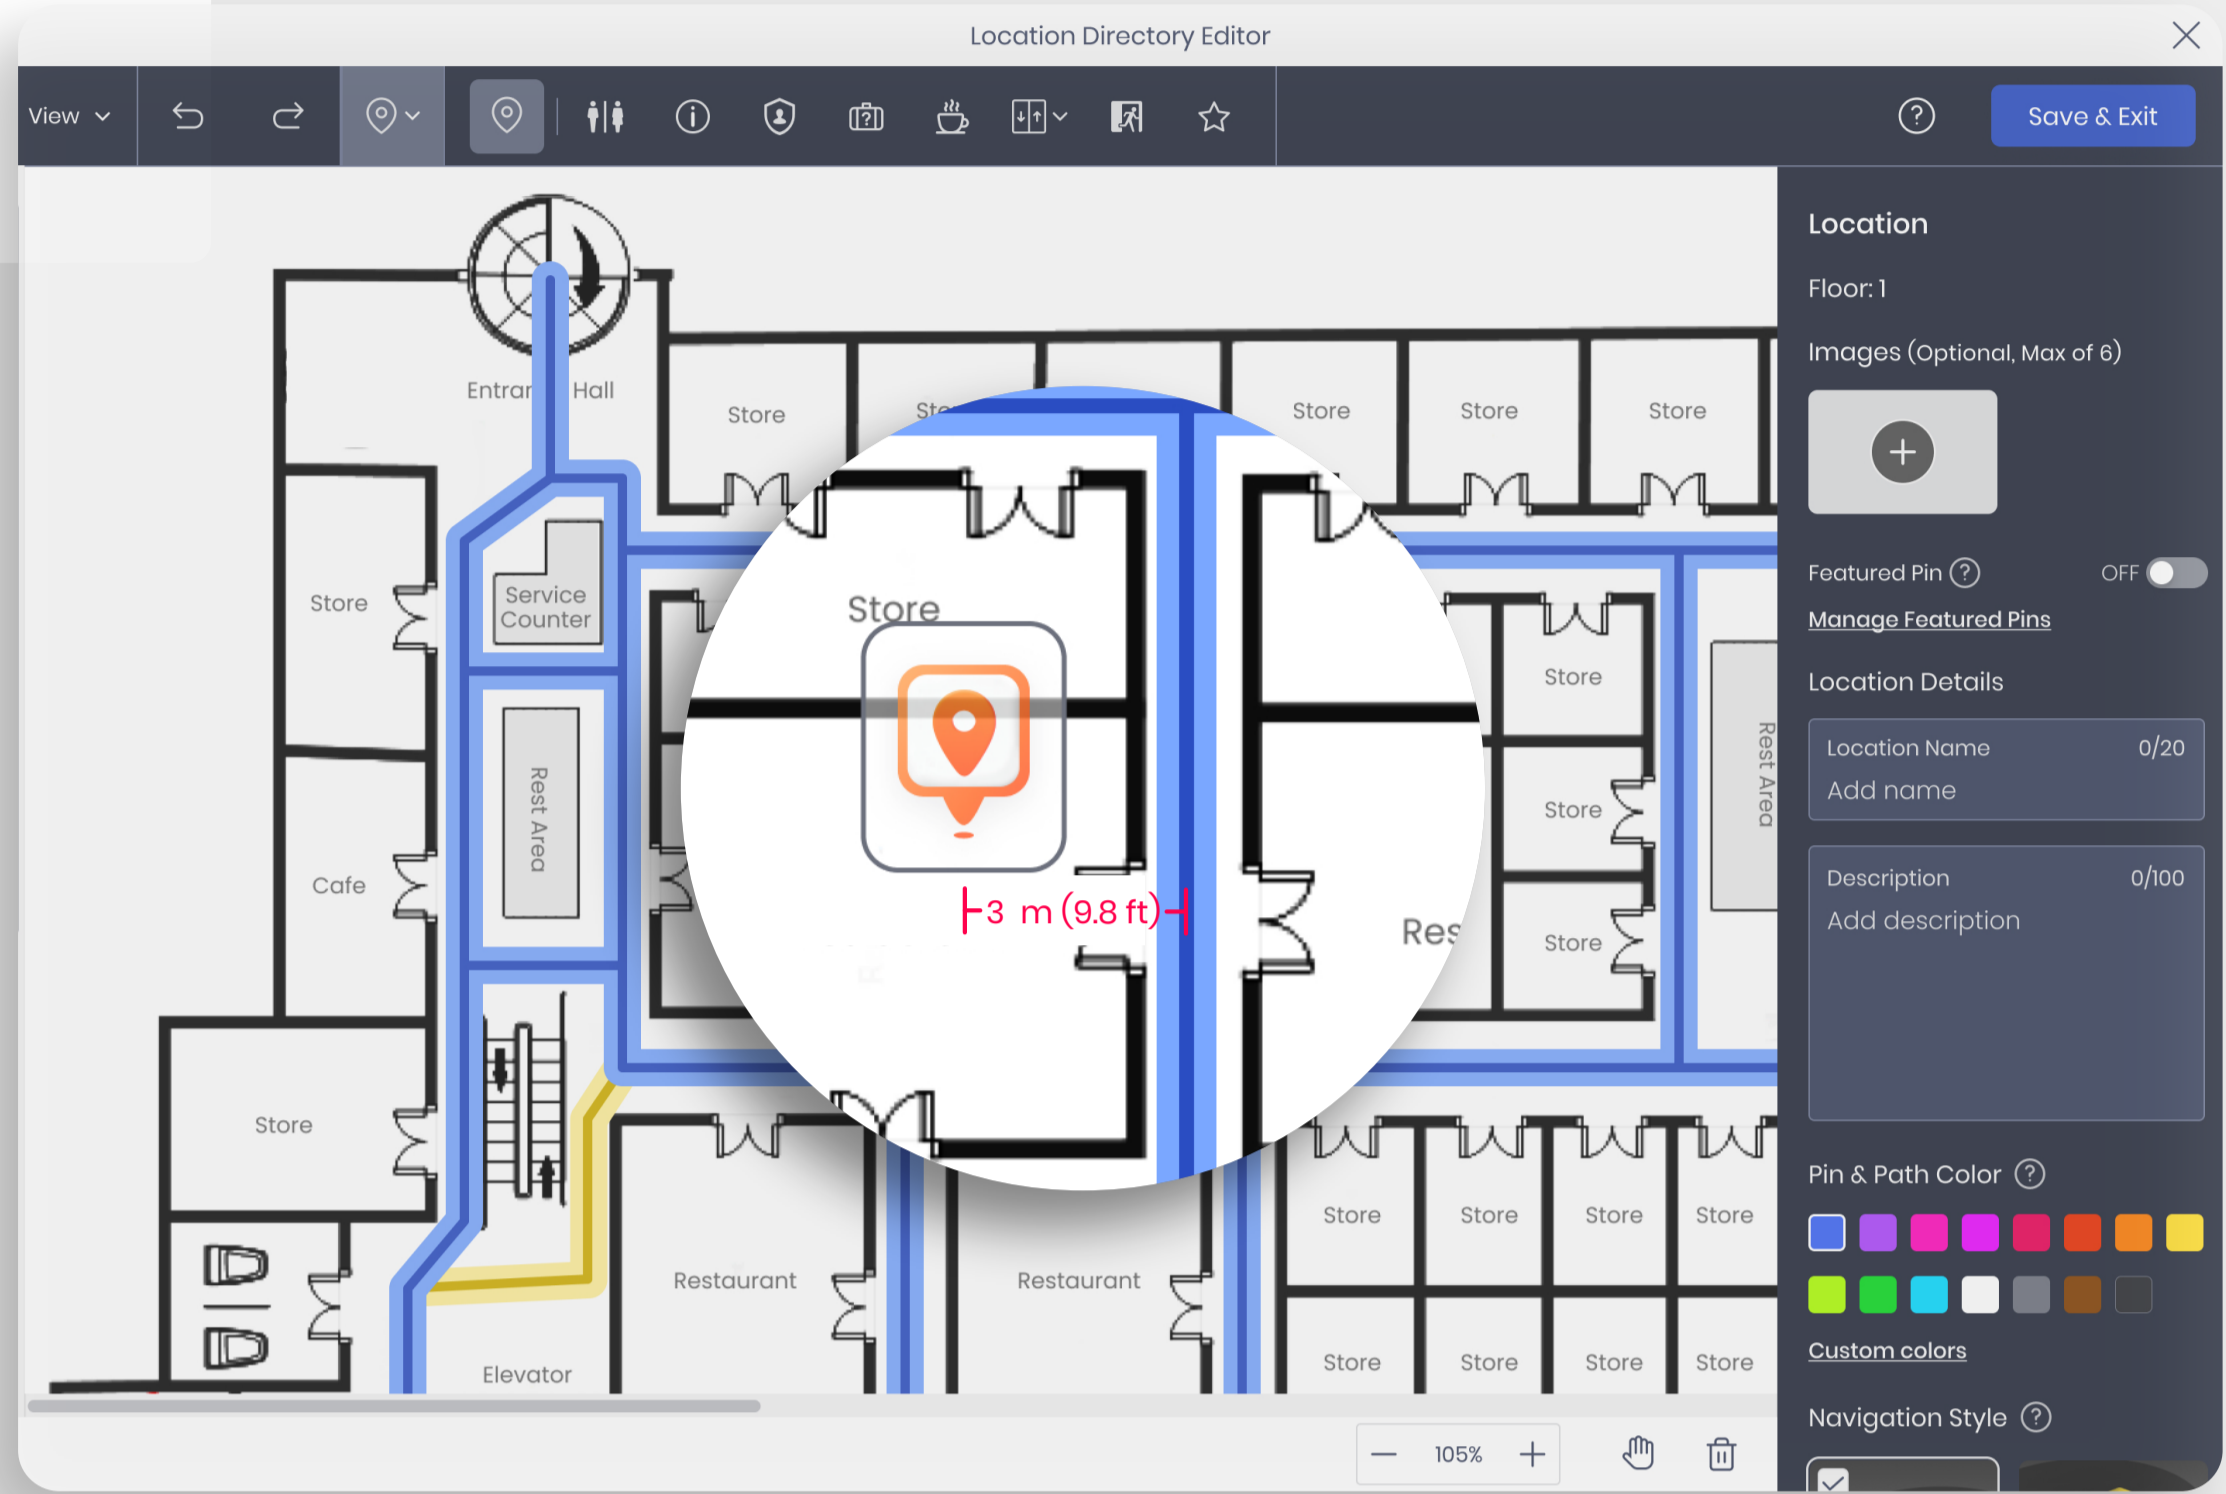 Location Directory Editor
View
Save & Exit
Entran Hall
Store
Sto
Store
Store
Store
Store
Service
Counter
Rest Area
Cafe
Store
Elevator
Store
3 m (9.8 ft)
Res
Store
Store
Store
Rest Area
Restaurant
Restaurant
Store
Store
Store
Store
Store
Store
Store
Store
105%
Location
Floor: 1
Images (Optional, Max of 6)
Featured Pin
OFF
Manage Featured Pins
Location Details
Location Name 0/20
Add name
Description 0/100
Add description
Pin & Path Color
Custom colors
Navigation Style